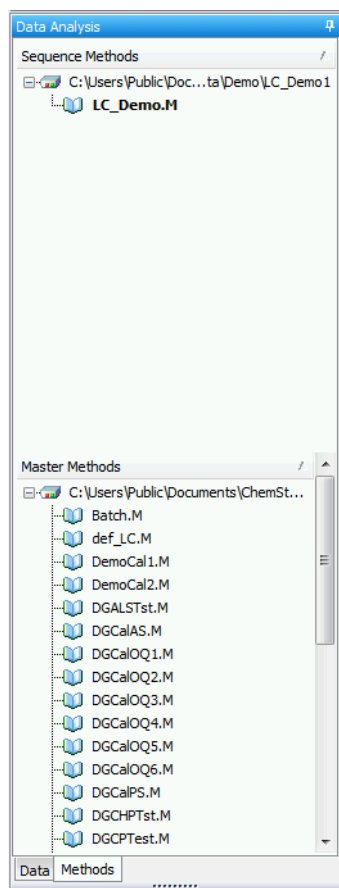 Data Analysis
Sequence Methods /
C:\Users\Public\Doc...ta\Demo\LC_Demo1
LC_Demo.M
Master Methods /
C:\Users\Public\Documents\ChemSt...
Batch.M
def_LC.M
DemoCal1.M
DemoCal2.M
DGALSTst.M
DGCalAS.M
DGCalOQ1.M
DGCalOQ2.M
DGCalOQ3.M
DGCalOQ4.M
DGCalOQ5.M
DGCalOQ6.M
DGCalPS.M
DGCHPTst.M
DGCPTest.M
Data Methods